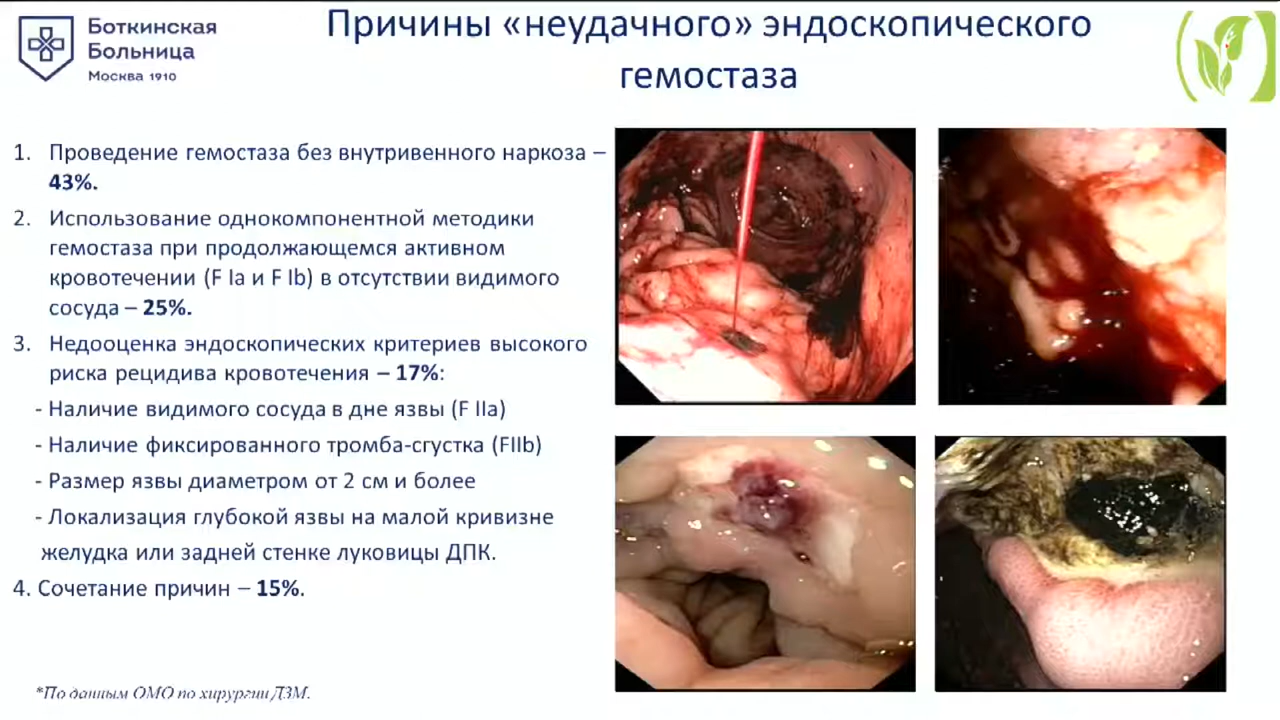 Боткинская
Больница
Москва 1910
Причины «неудачного» эндоскопического
гемостаза
1. Проведение гемостаза без внутривенного наркоза –
43%.
2. Использование однокомпонентной методики
гемостаза при продолжающемся активном
кровотечении (F Ia и F Ib) в отсутствии видимого
сосуда – 25%.
3. Недооценка эндоскопических критериев высокого
риска рецидива кровотечения – 17%:
- Наличие видимого сосуда в дне язвы (F IIa)
- Наличие фиксированного тромба-сгустка (FIIb)
- Размер язвы диаметром от 2 см и более
- Локализация глубокой язвы на малой кривизне
желудка или задней стенке луковицы ДПК.
4. Сочетание причин – 15%.
*По данным ОМО по хирургии ДЗМ.